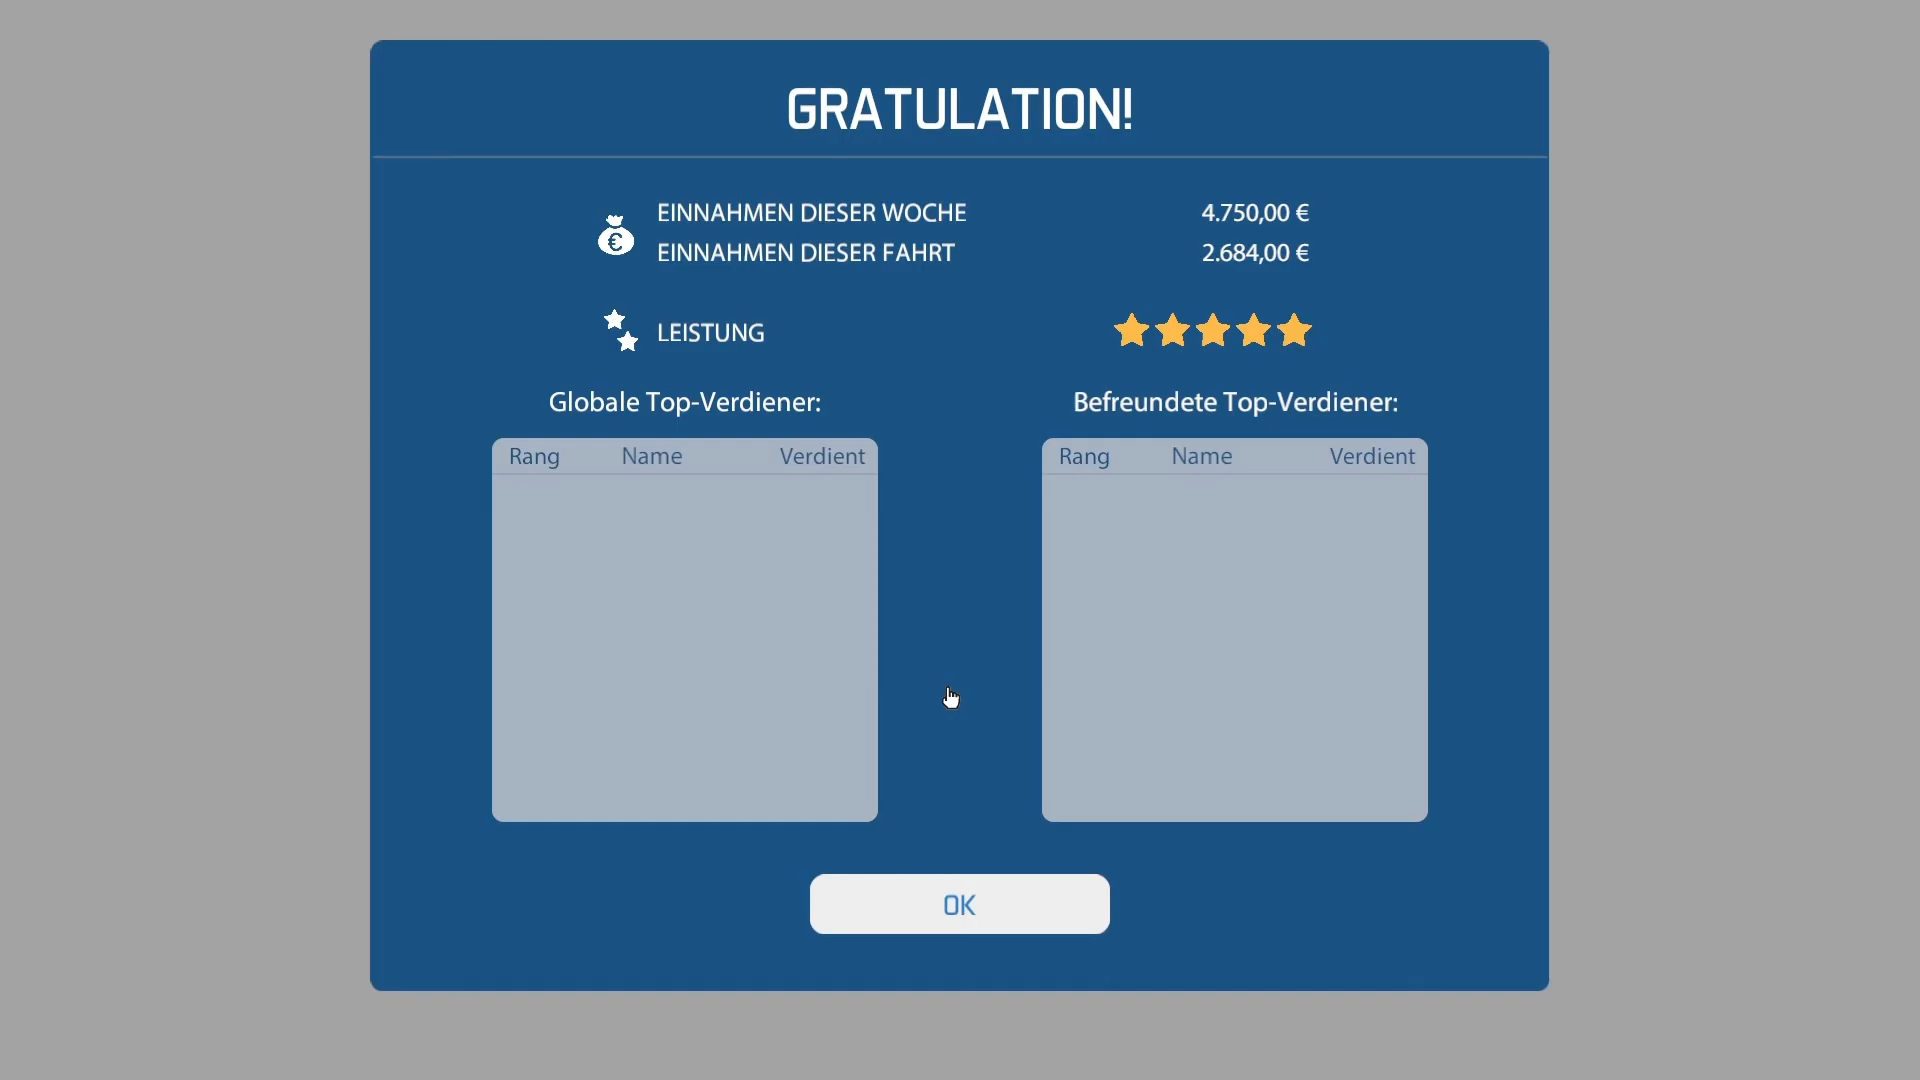 GRATULATION!
EINNAHMEN DIESER WOCHE 4.750,00 €
EINNAHMEN DIESER FAHRT 2.684,00 €
LEISTUNG
Globale Top-Verdiener: Befreundete Top-Verdiener:
Rang Name Verdient Rang Name Verdient
OK